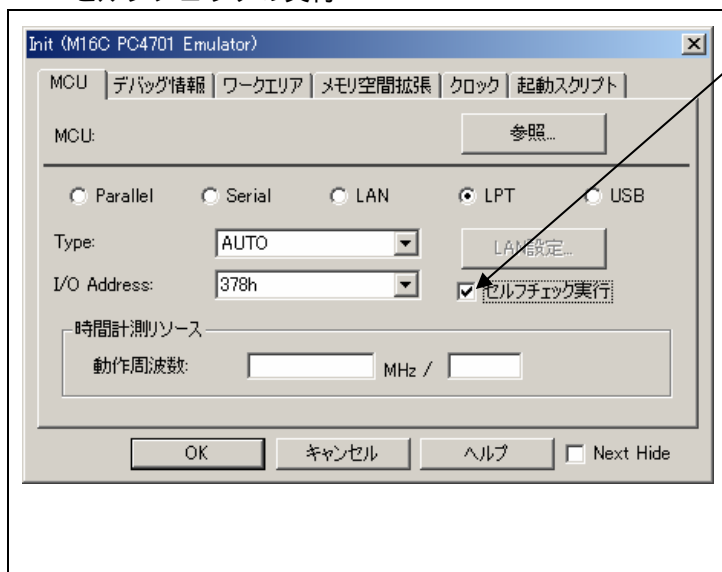 Init (M16C PC4701 Emulator)
MCU デバッグ情報 ワークエリア メモリ空間拡張 クロック 起動スクリプト
MCU: 参照...
Parallel Serial LAN LPT USB
Type: AUTO LAN設定...
I/O Address: 378h セルフチェック実行
時間計測リソース
動作周波数: MHz /
OK キャンセル ヘルプ Next Hide